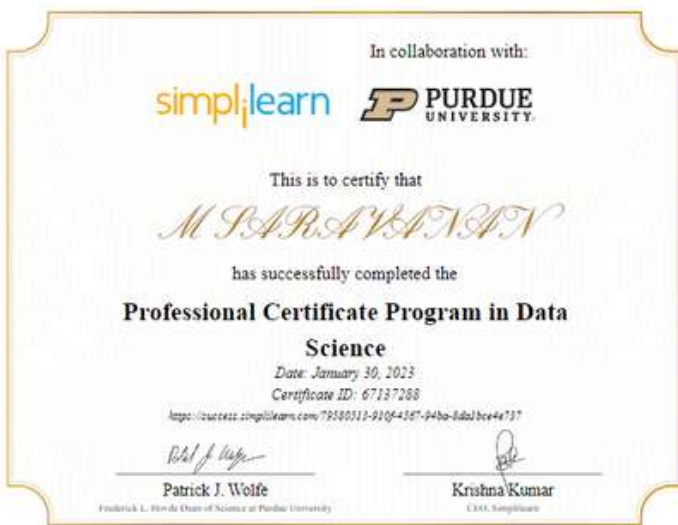 In collaboration with:
simplilearn
PURDUE
UNIVERSITY.
This is to certify that
M SARAVANAN
has successfully completed the
Professional Certificate Program in Data
Science
Date: January 30, 2023
Certificate ID: 67137288
Patrick J. Wolfe
Krishna Kumar
Frederick L. Hovde Dean of Science at Purdue University
CEO, Simplilearn